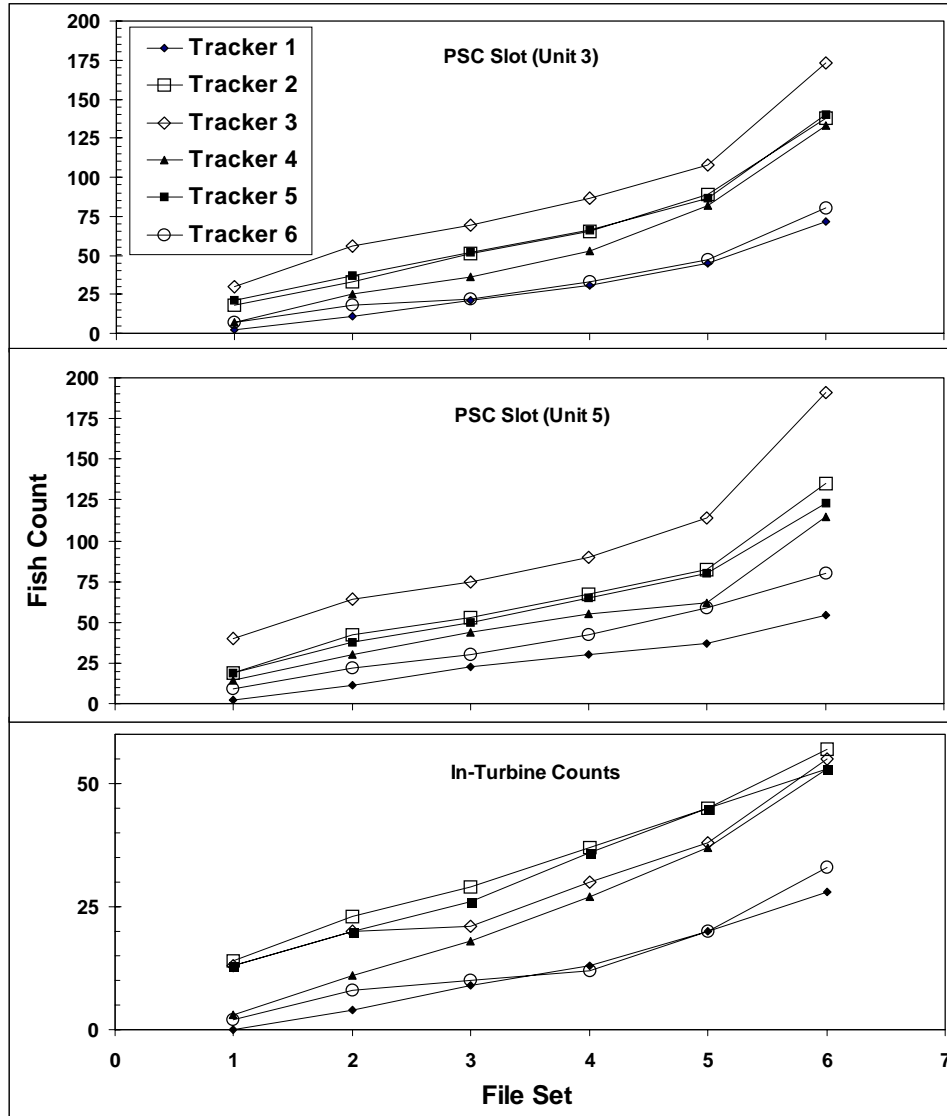 PSC Slot (Unit 3)
Tracker 1
Tracker 2
Tracker 3
Tracker 4
Tracker 5
Tracker 6
200
175
150
125
100
75
50
25
0
PSC Slot (Unit 5)
200
175
150
125
100
75
50
25
0
Fish Count
In-Turbine Counts
50
25
0
0 1 2 3 4 5 6 7
File Set